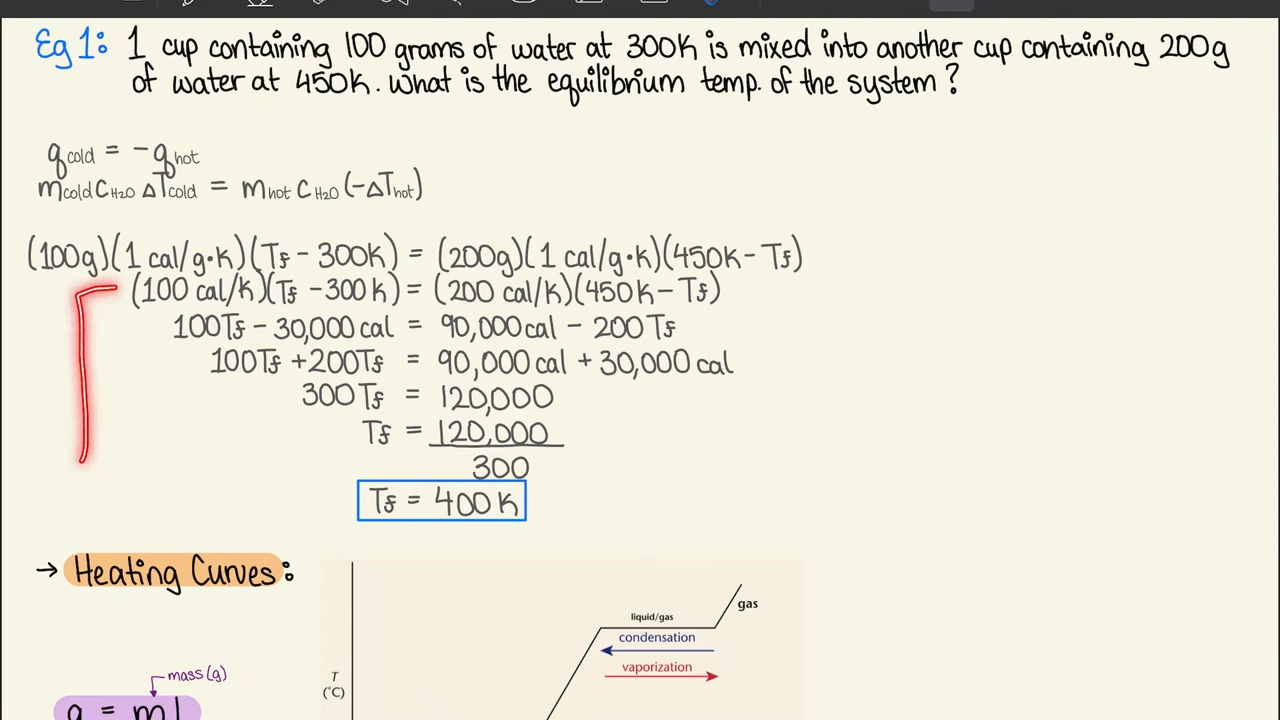 Eg 1: 1 cup containing 100 grams of water at 300K is mixed into another cup containing 200g
of water at 450K. What is the equilibrium temp. of the system?
qcold = -qhot
mcold CH2O ΔTcold = mhot CH2O (-ΔThot)
(100g)(1 cal/g·K)(Tf - 300K) = (200g)(1 cal/g·K)(450K - Tf)
(100 cal/K)(Tf - 300 K) = (200 cal/K)(450K - Tf)
100Tf - 30,000 cal = 90,000 cal - 200 Tf
100Tf + 200Tf = 90,000 cal + 30,000 cal
300 Tf = 120,000
Tf = 120,000
300
Tf = 400 K
→ Heating Curves:
gas
liquid/gas
condensation
vaporization
T
(°C)
mass(g)
q = mL